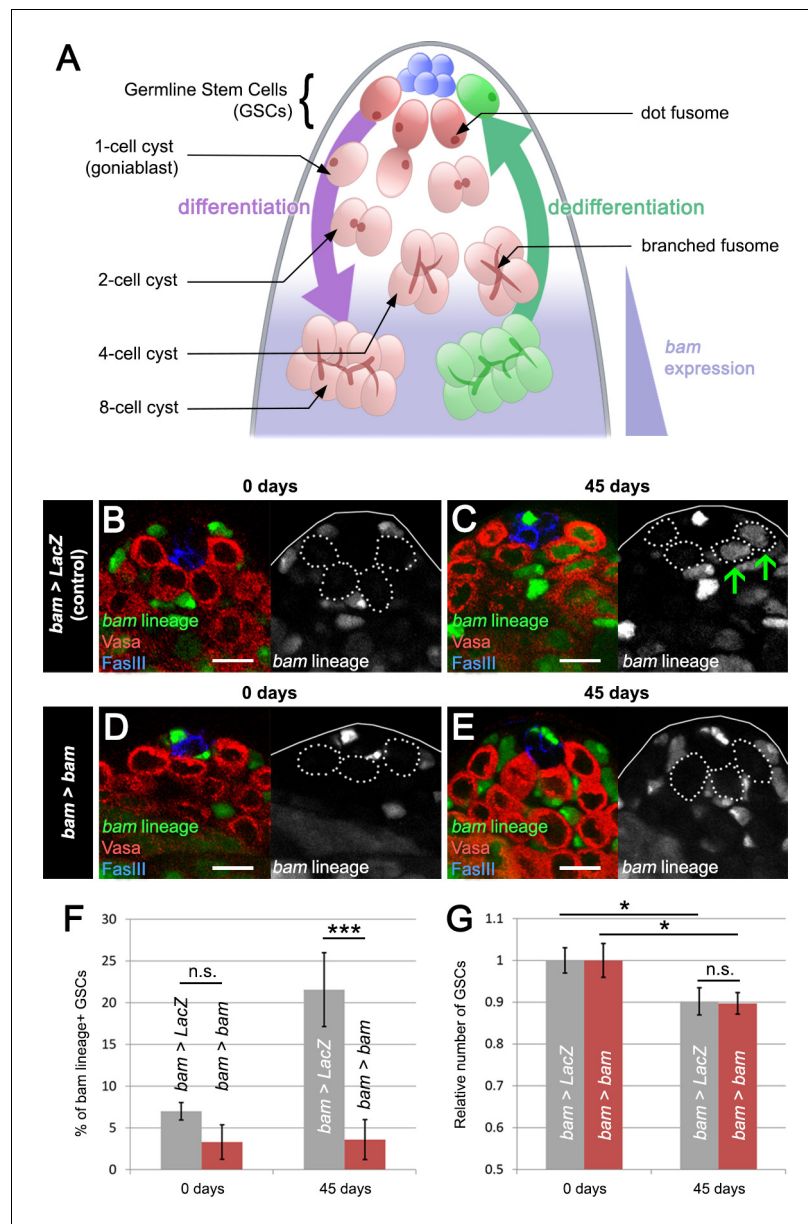 A
Germline Stem Cells
(GSCs)
{
dot fusome
1-cell cyst
(goniablast)
differentiation
dedifferentiation
branched fusome
2-cell cyst
4-cell cyst
8-cell cyst
bam
expression
0 days
45 days
bam > LacZ
(control)
B
bam lineage
Vasa
FasIII
bam lineage
C
bam lineage
Vasa
FasIII
bam lineage
0 days
45 days
bam > bam
D
bam lineage
Vasa
FasIII
bam lineage
E
bam lineage
Vasa
FasIII
bam lineage
F
% of bam lineage+ GSCs
30
25
20
15
10
5
0
n.s.
***
bam > LacZ
bam > bam
bam > LacZ
bam > bam
0 days
45 days
G
Relative number of GSCs
1.1
1
0.9
0.8
0.7
0.6
0.5
*
*
n.s.
bam > LacZ
bam > bam
bam > LacZ
bam > bam
0 days
45 days